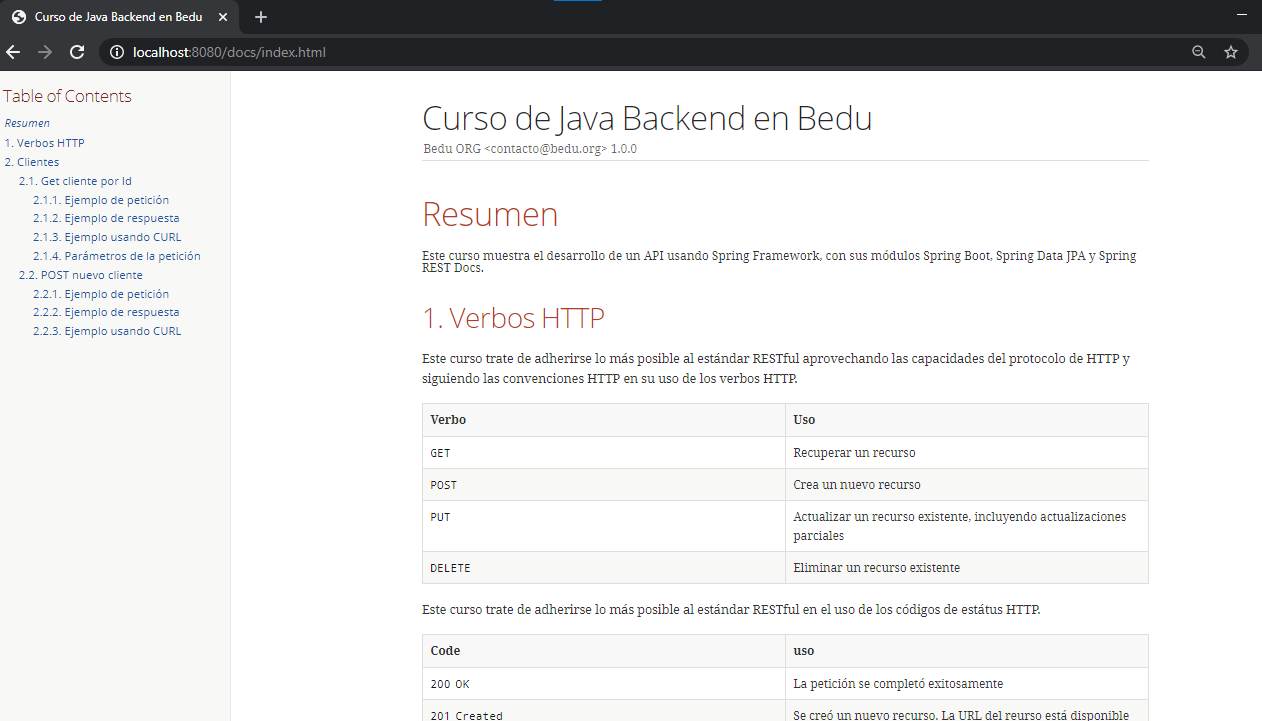 Curso de Java Backend en Bedu
localhost:8080/docs/index.html
Table of Contents
Resumen
1. Verbos HTTP
2. Clientes
2.1. Get cliente por Id
2.1.1. Ejemplo de petición
2.1.2. Ejemplo de respuesta
2.1.3. Ejemplo usando CURL
2.1.4. Parámetros de la petición
2.2. POST nuevo cliente
2.2.1. Ejemplo de petición
2.2.2. Ejemplo de respuesta
2.2.3. Ejemplo usando CURL
Curso de Java Backend en Bedu
Bedu ORG <contacto@bedu.org> 1.0.0
Resumen
Este curso muestra el desarrollo de un API usando Spring Framework, con sus módulos Spring Boot, Spring Data JPA y Spring
REST Docs.
1. Verbos HTTP
Este curso trate de adherirse lo más posible al estándar RESTful aprovechando las capacidades del protocolo de HTTP y
siguiendo las convenciones HTTP en su uso de los verbos HTTP.
Verbo Uso
GET Recuperar un recurso
POST Crea un nuevo recurso
PUT Actualizar un recurso existente, incluyendo actualizaciones
parciales
DELETE Eliminar un recurso existente
Este curso trate de adherirse lo más posible al estándar RESTful en el uso de los códigos de estátus HTTP.
Code uso
200 OK La petición se completó exitosamente
201 Created Se creó un nuevo recurso. La URL del reurso está disponible